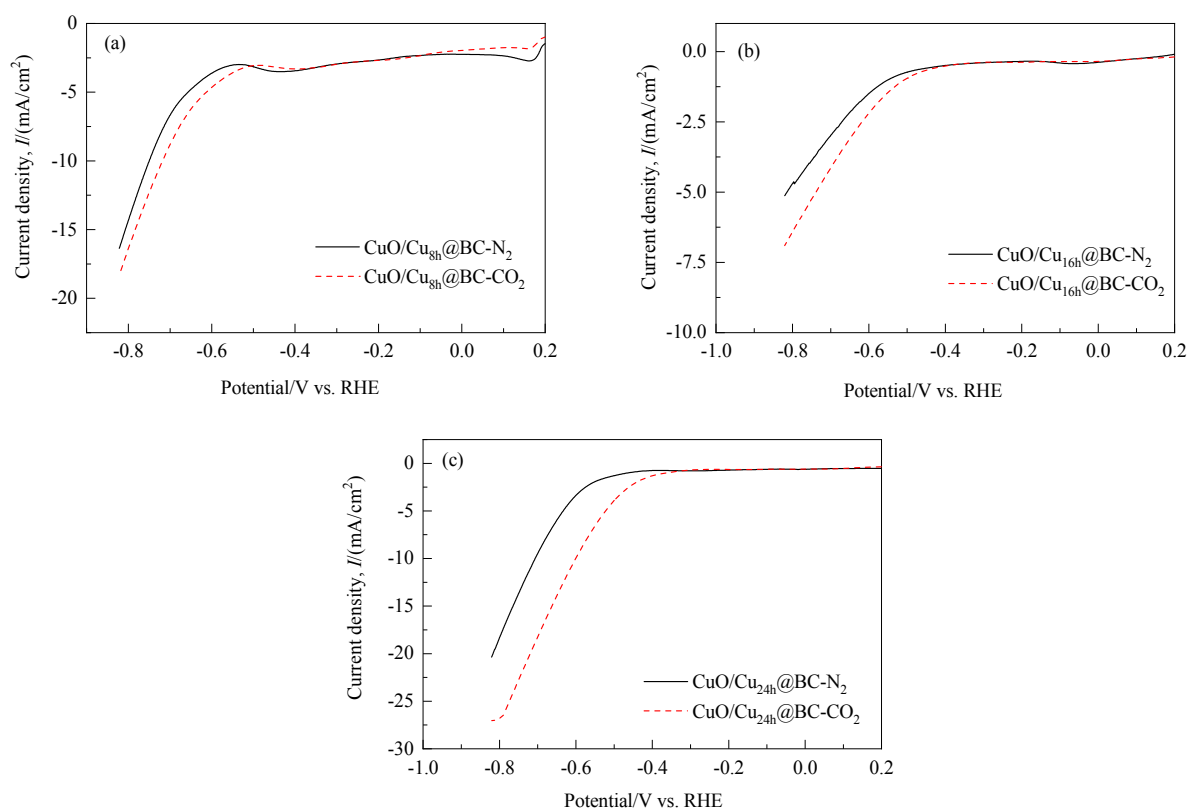 (a)
Current density, I/(mA/cm²)
0
-5
-10
-15
-20
CuO/Cu₈ₕ@BC-N₂
CuO/Cu₈ₕ@BC-CO₂
-0.8 -0.6 -0.4 -0.2 0.0 0.2
Potential/V vs. RHE
(b)
Current density, I/(mA/cm²)
0.0
-2.5
-5.0
-7.5
-10.0
CuO/Cu₁₆ₕ@BC-N₂
CuO/Cu₁₆ₕ@BC-CO₂
-1.0 -0.8 -0.6 -0.4 -0.2 0.0 0.2
Potential/V vs. RHE
(c)
Current density, I/(mA/cm²)
0
-5
-10
-15
-20
-25
-30
CuO/Cu₂₄ₕ@BC-N₂
CuO/Cu₂₄ₕ@BC-CO₂
-1.0 -0.8 -0.6 -0.4 -0.2 0.0 0.2
Potential/V vs. RHE